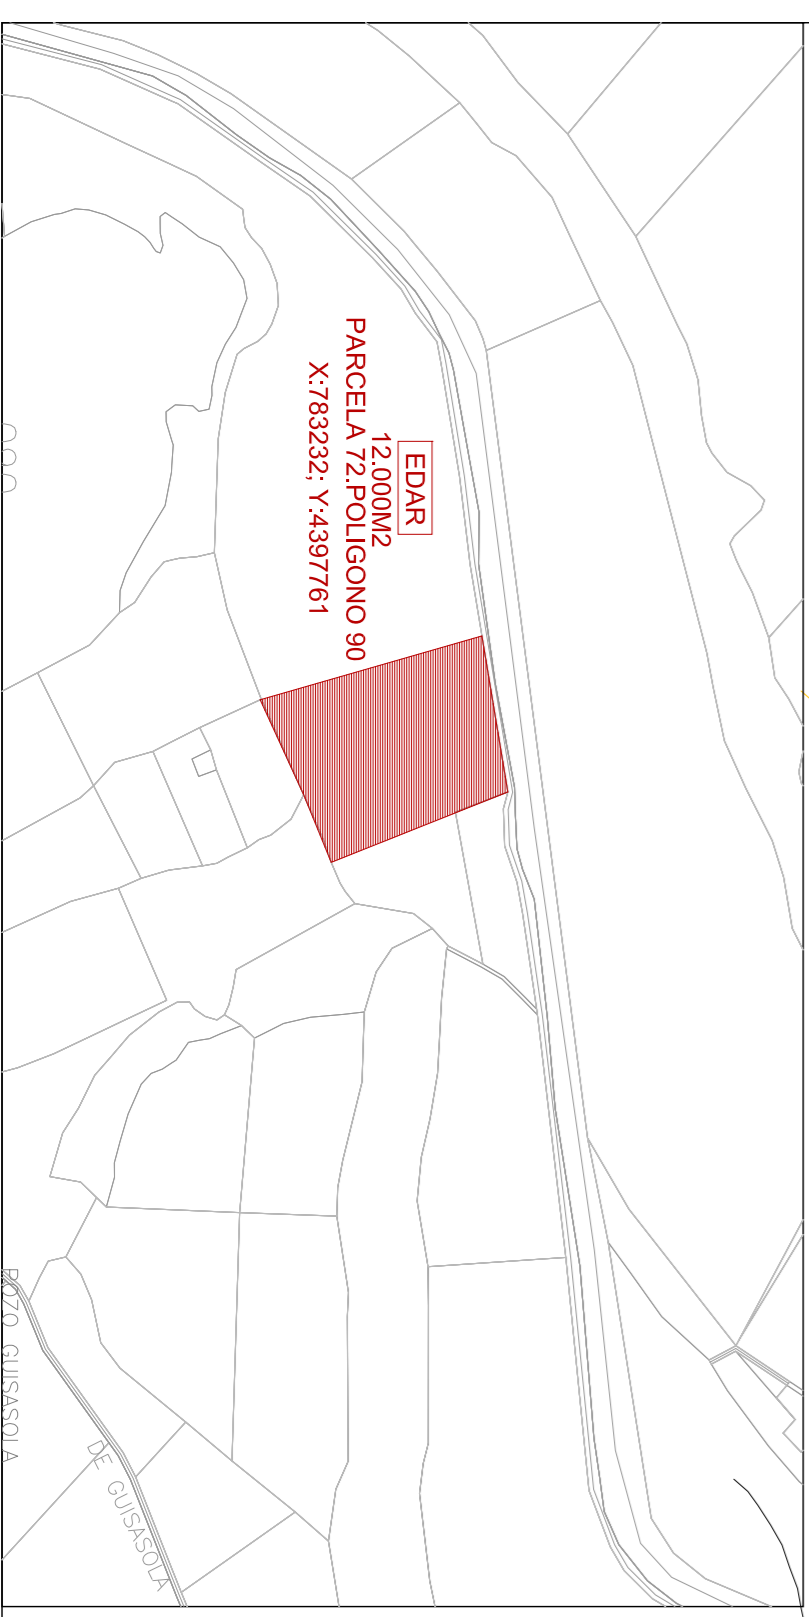 EDAR
12.000M2
PARCELA 72.POLIGONO 90
X:783232; Y:4397761
POZO GUISASOLA
DE GUISASOLA